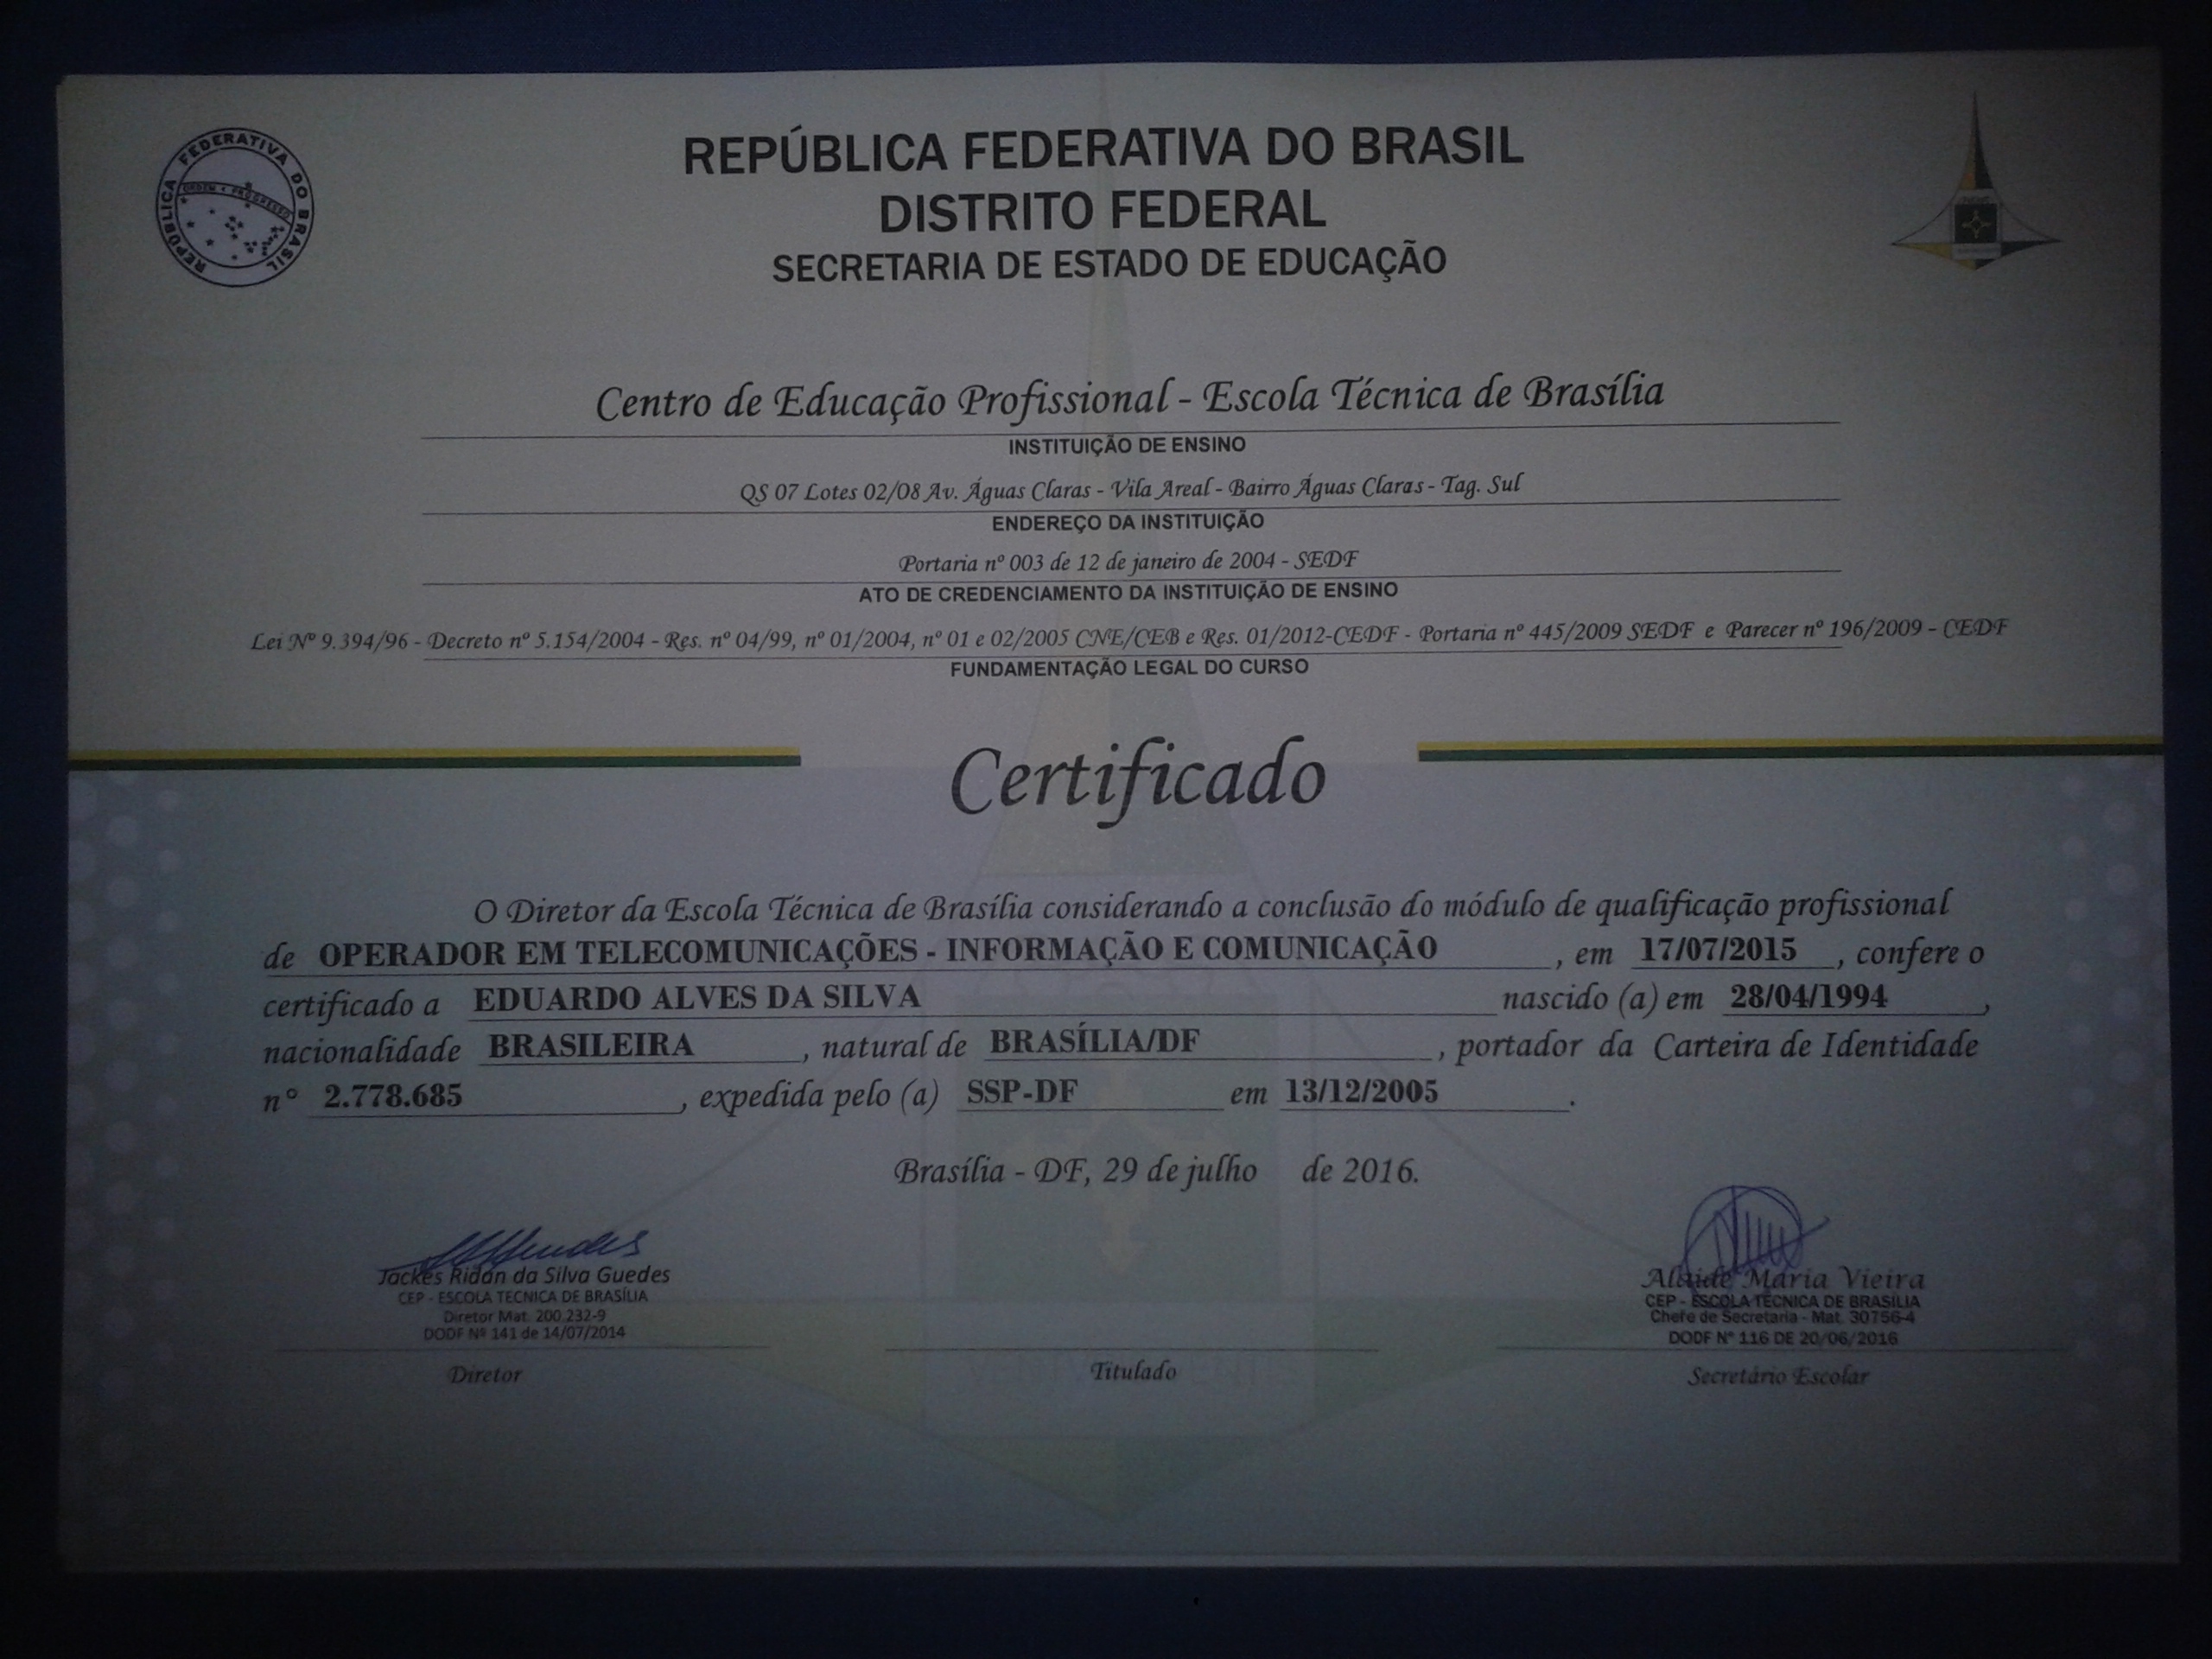 REPÚBLICA FEDERATIVA DO BRASIL
ORDEM E PROGRESSO
REPÚBLICA FEDERATIVA DO BRASIL
DISTRITO FEDERAL
SECRETARIA DE ESTADO DE EDUCAÇÃO
Centro de Educação Profissional - Escola Técnica de Brasília
INSTITUIÇÃO DE ENSINO
QS 07 Lotes 02/08 Av. Águas Claras - Vila Areal - Bairro Águas Claras - Tag. Sul
ENDEREÇO DA INSTITUIÇÃO
Portaria nº 003 de 12 de janeiro de 2004 - SEDF
ATO DE CREDENCIAMENTO DA INSTITUIÇÃO DE ENSINO
Lei Nº 9.394/96 - Decreto nº 5.154/2004 - Res. nº 04/99, nº 01/2004, nº 01 e 02/2005 CNE/CEB e Res. 01/2012-CEDF - Portaria nº 445/2009 SEDF e Parecer nº 196/2009 - CEDF
FUNDAMENTAÇÃO LEGAL DO CURSO
Certificado
O Diretor da Escola Técnica de Brasília considerando a conclusão do módulo de qualificação profissional
de OPERADOR EM TELECOMUNICAÇÕES - INFORMAÇÃO E COMUNICAÇÃO , em 17/07/2015 , confere o
certificado a EDUARDO ALVES DA SILVA nascido (a) em 28/04/1994 ,
nacionalidade BRASILEIRA , natural de BRASÍLIA/DF , portador da Carteira de Identidade
nº 2.778.685 , expedida pelo (a) SSP-DF em 13/12/2005 .
Brasília - DF, 29 de julho de 2016.
Jackes Ridan da Silva Guedes
CEP - ESCOLA TÉCNICA DE BRASÍLIA
Diretor Mat. 200.232-9
DODF Nº 141 de 14/07/2014
Diretor
Titulado
Alaíde Maria Vieira
CEP - ESCOLA TÉCNICA DE BRASÍLIA
Chefe de Secretaria - Mat. 30756-4
DODF Nº 116 DE 20/06/2016
Secretário Escolar